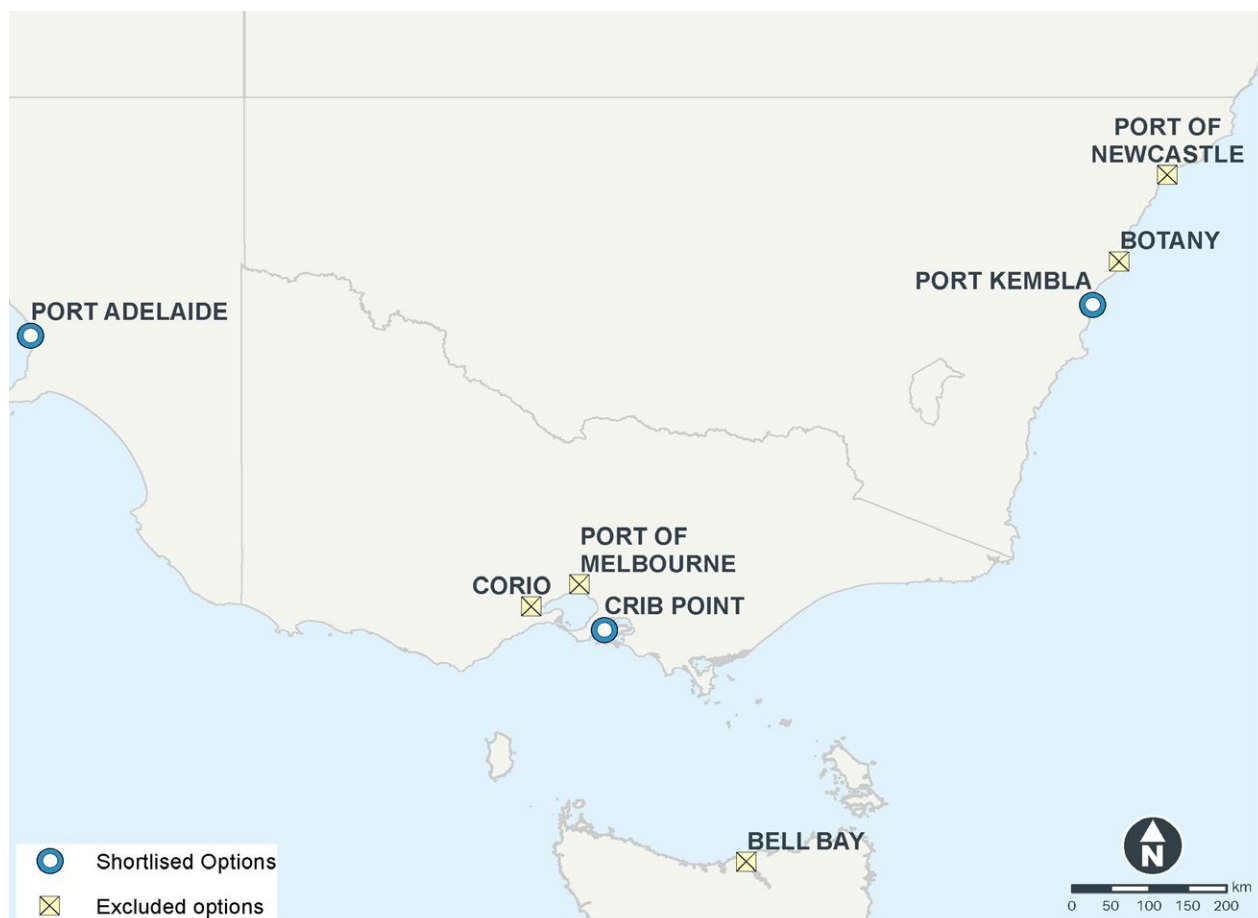 PORT OF
NEWCASTLE
BOTANY
PORT KEMBLA
PORT ADELAIDE
PORT OF
MELBOURNE
CORIO
CRIB POINT
BELL BAY
Shortlised Options
Excluded options
N
km
0 50 100 150 200